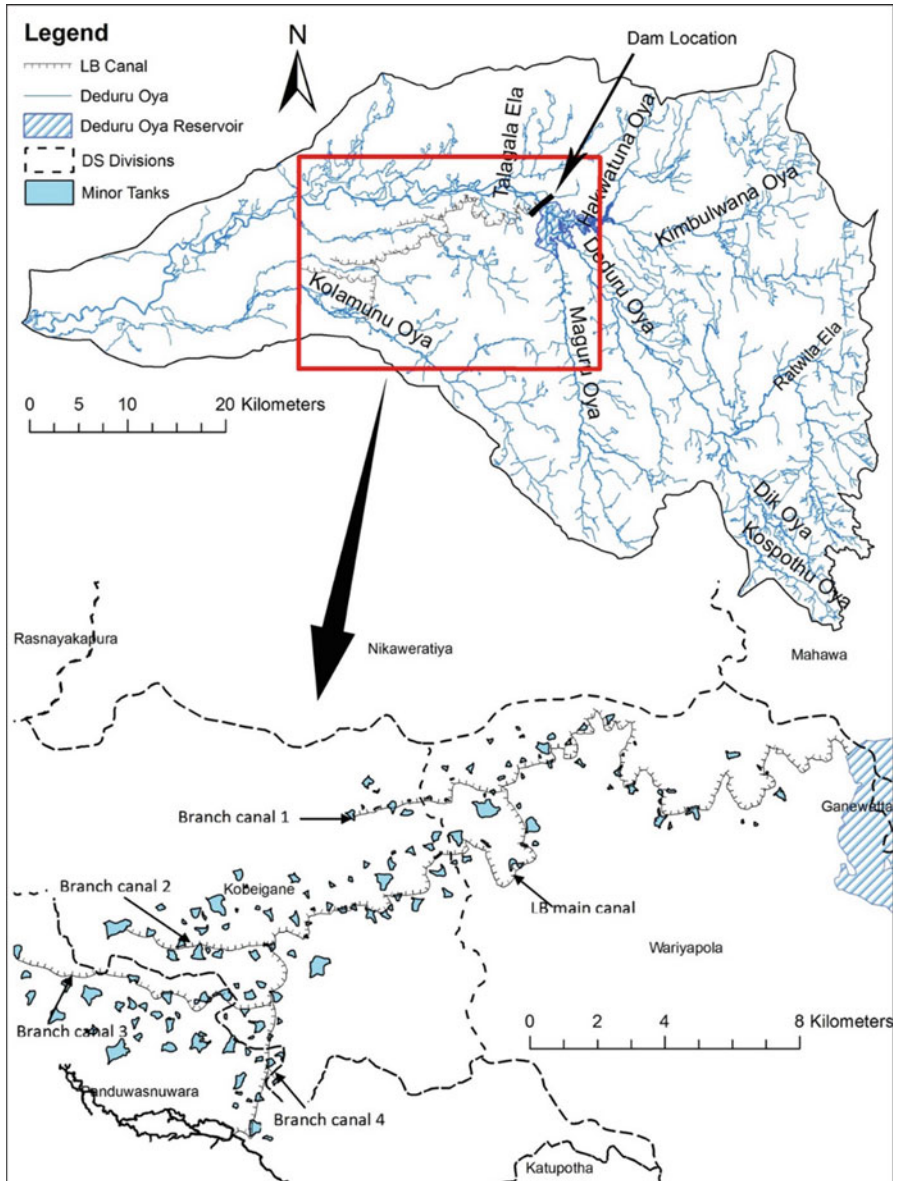 Legend
LB Canal
Deduru Oya
Deduru Oya Reservoir
DS Divisions
Minor Tanks
N
Dam Location
Talagala Ela
Hakwatuna Oya
Kimbulwana Oya
Deduru Oya
Kolamunu Oya
Maguru Oya
Ratwila Ela
Dik Oya
Kospothu Oya
0 5 10 20 Kilometers
Rasnayakapura
Nikaweratiya
Mahawa
Ganewatta
Branch canal 1
Branch canal 2
Kobeigane
LB main canal
Wariyapola
Branch canal 3
0 2 4 8 Kilometers
Panduwasnuwara
Branch canal 4
Katupotha